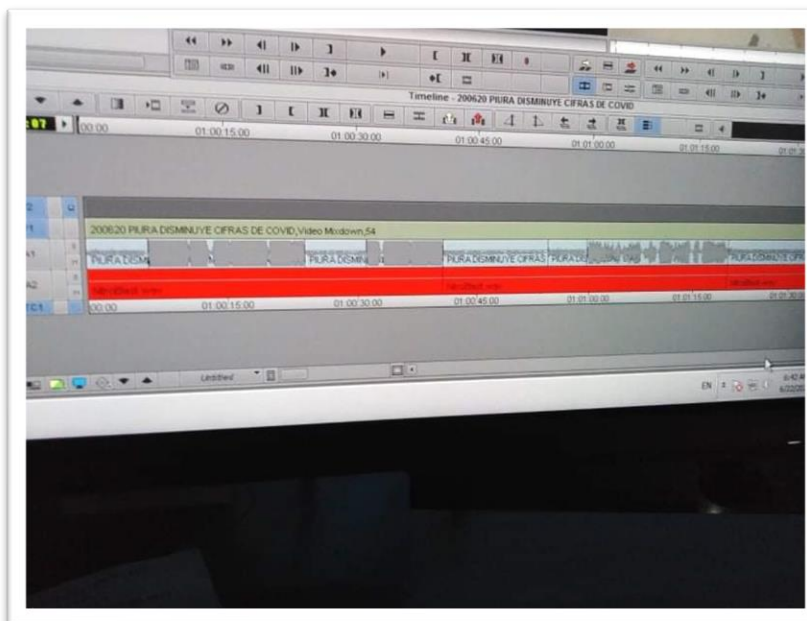 Timeline - 200620 PIURA DISMINUYE CIFRAS DE COVID
:07
00:00 01:00:15:00 01:00:30:00 01:00:45:00 01:01:00:00 01:01:15:00
200620 PIURA DISMINUYE CIFRAS DE COVID,Video Mixdown,54
PIURA DISMI PIURA DISMIN PIURA DISMINUYE CIFRAS PIURA DE
A2
TC1 00:00 01:00:15:00 01:00:30:00 01:00:45:00 01:01:00:00 01:01:15:00
Untitled
EN